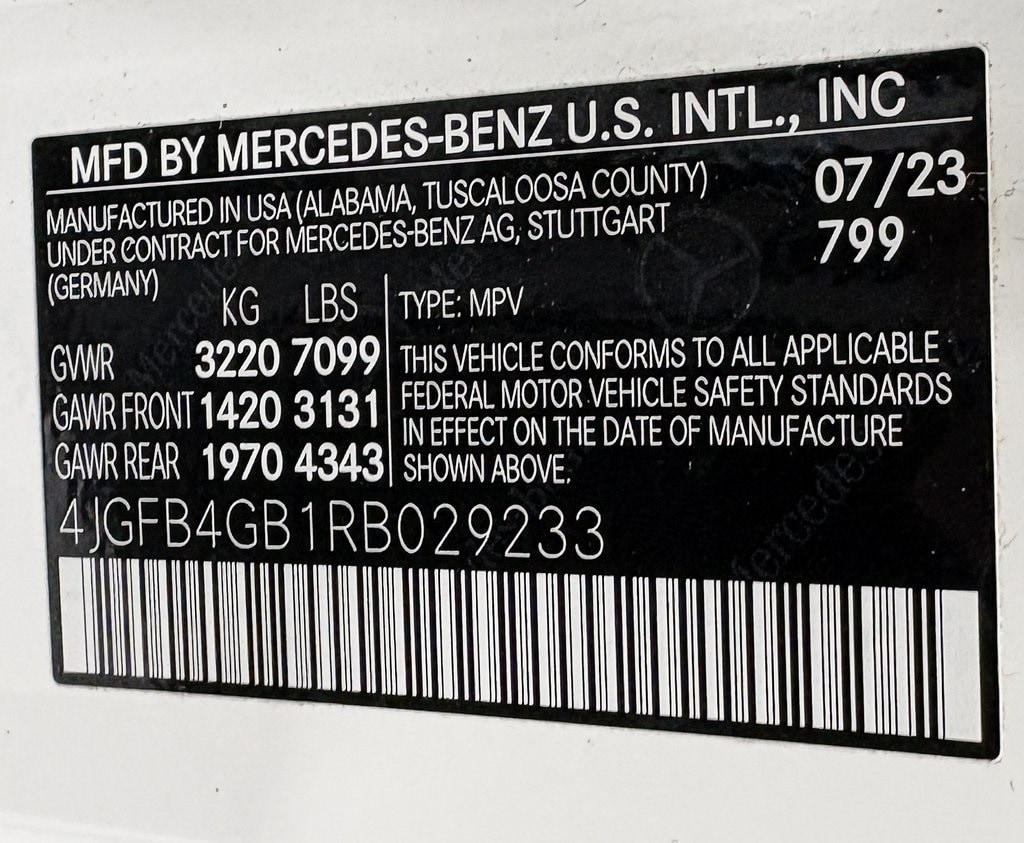 MFD BY MERCEDES-BENZ U.S. INTL., INC
MANUFACTURED IN USA (ALABAMA, TUSCALOOSA COUNTY)
UNDER CONTRACT FOR MERCEDES-BENZ AG, STUTTGART
(GERMANY)
07/23
799
KG LBS
GVWR 3220 7099
GAWR FRONT 1420 3131
GAWR REAR 1970 4343
TYPE: MPV
THIS VEHICLE CONFORMS TO ALL APPLICABLE
FEDERAL MOTOR VEHICLE SAFETY STANDARDS
IN EFFECT ON THE DATE OF MANUFACTURE
SHOWN ABOVE.
4JGFB4GB1RB029233